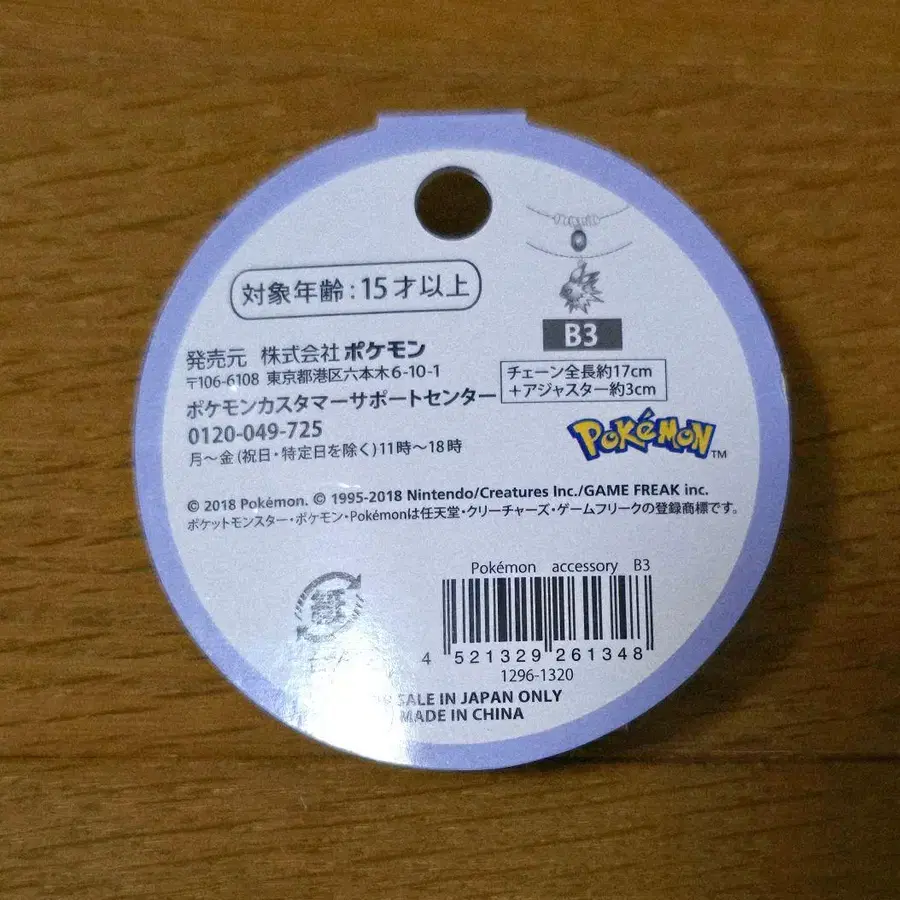 対象年齢:15才以上
B3
チェーン全長約17cm
+アジャスター約3cm
発売元 株式会社ポケモン
〒106-6108 東京都港区六本木6-10-1
ポケモンカスタマーサポートセンター
0120-049-725
月〜金(祝日・特定日を除く)11時〜18時
POKéMON™
© 2018 Pokémon. © 1995-2018 Nintendo/Creatures Inc./GAME FREAK inc.
ポケットモンスター・ポケモン・Pokémonは任天堂・クリーチャーズ・ゲームフリークの登録商標です。
紙
Pokémon accessory B3
4 521329 261348
1296-1320
SALE IN JAPAN ONLY
MADE IN CHINA